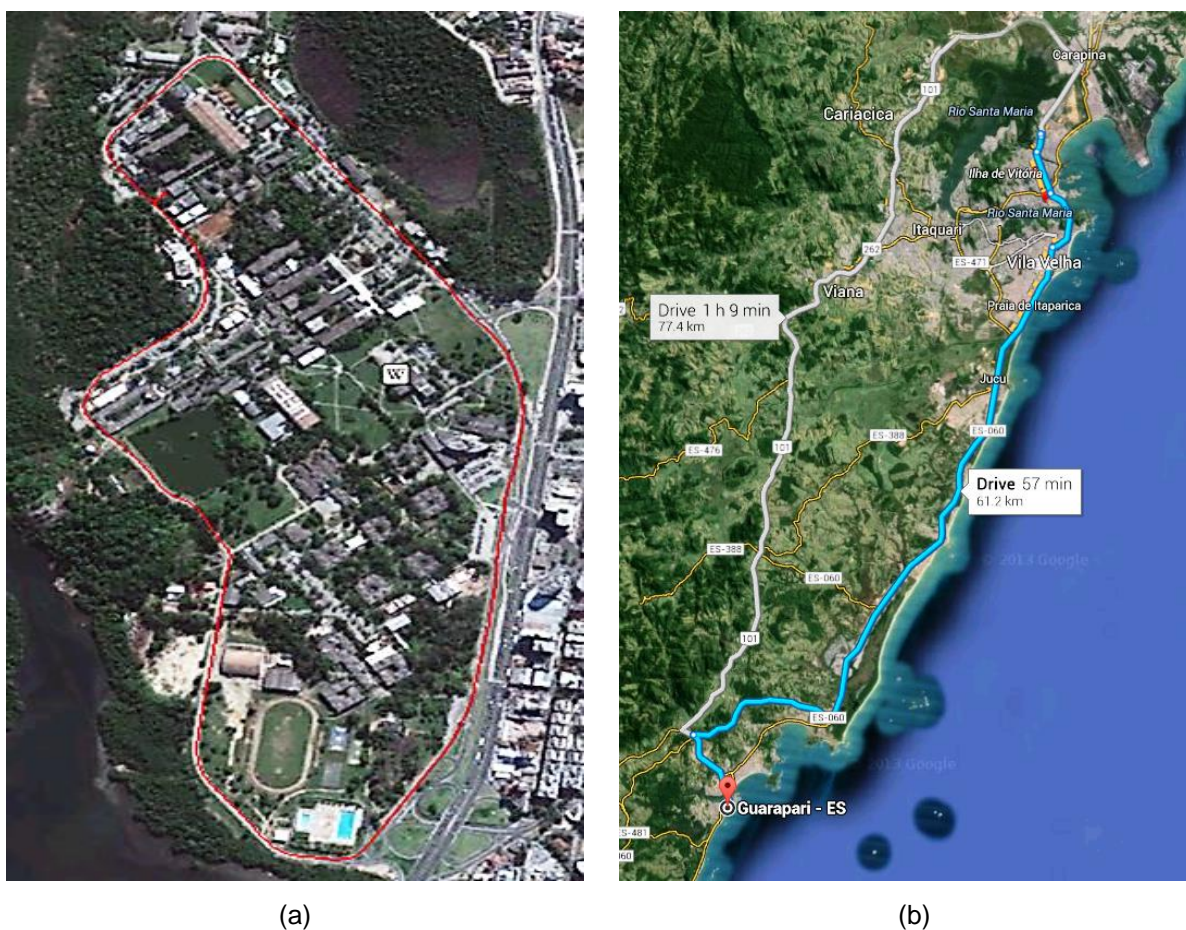 W
Carapina
101
Cariacica
Rio Santa Maria
Ilha de Vitória
Rio Santa Maria
Itaquari
262
ES-471
Vila Velha
Viana
Praia de Itaparica
Drive 1 h 9 min
77.4 km
Jucu
ES-060
ES-388
ES-476
101
Drive 57 min
61.2 km
ES-388
© 2013 Google
ES-060
101
ES-060
2013 Google
Guarapari - ES
ES-481
060
(a)
(b)